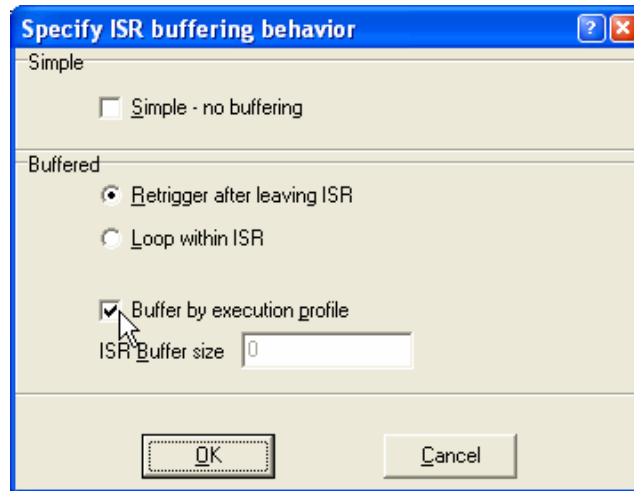 Specify ISR buffering behavior
Simple
Simple - no buffering
Buffered
Retrigger after leaving ISR
Loop within ISR
Buffer by execution profile
ISR Buffer size 0
OK Cancel